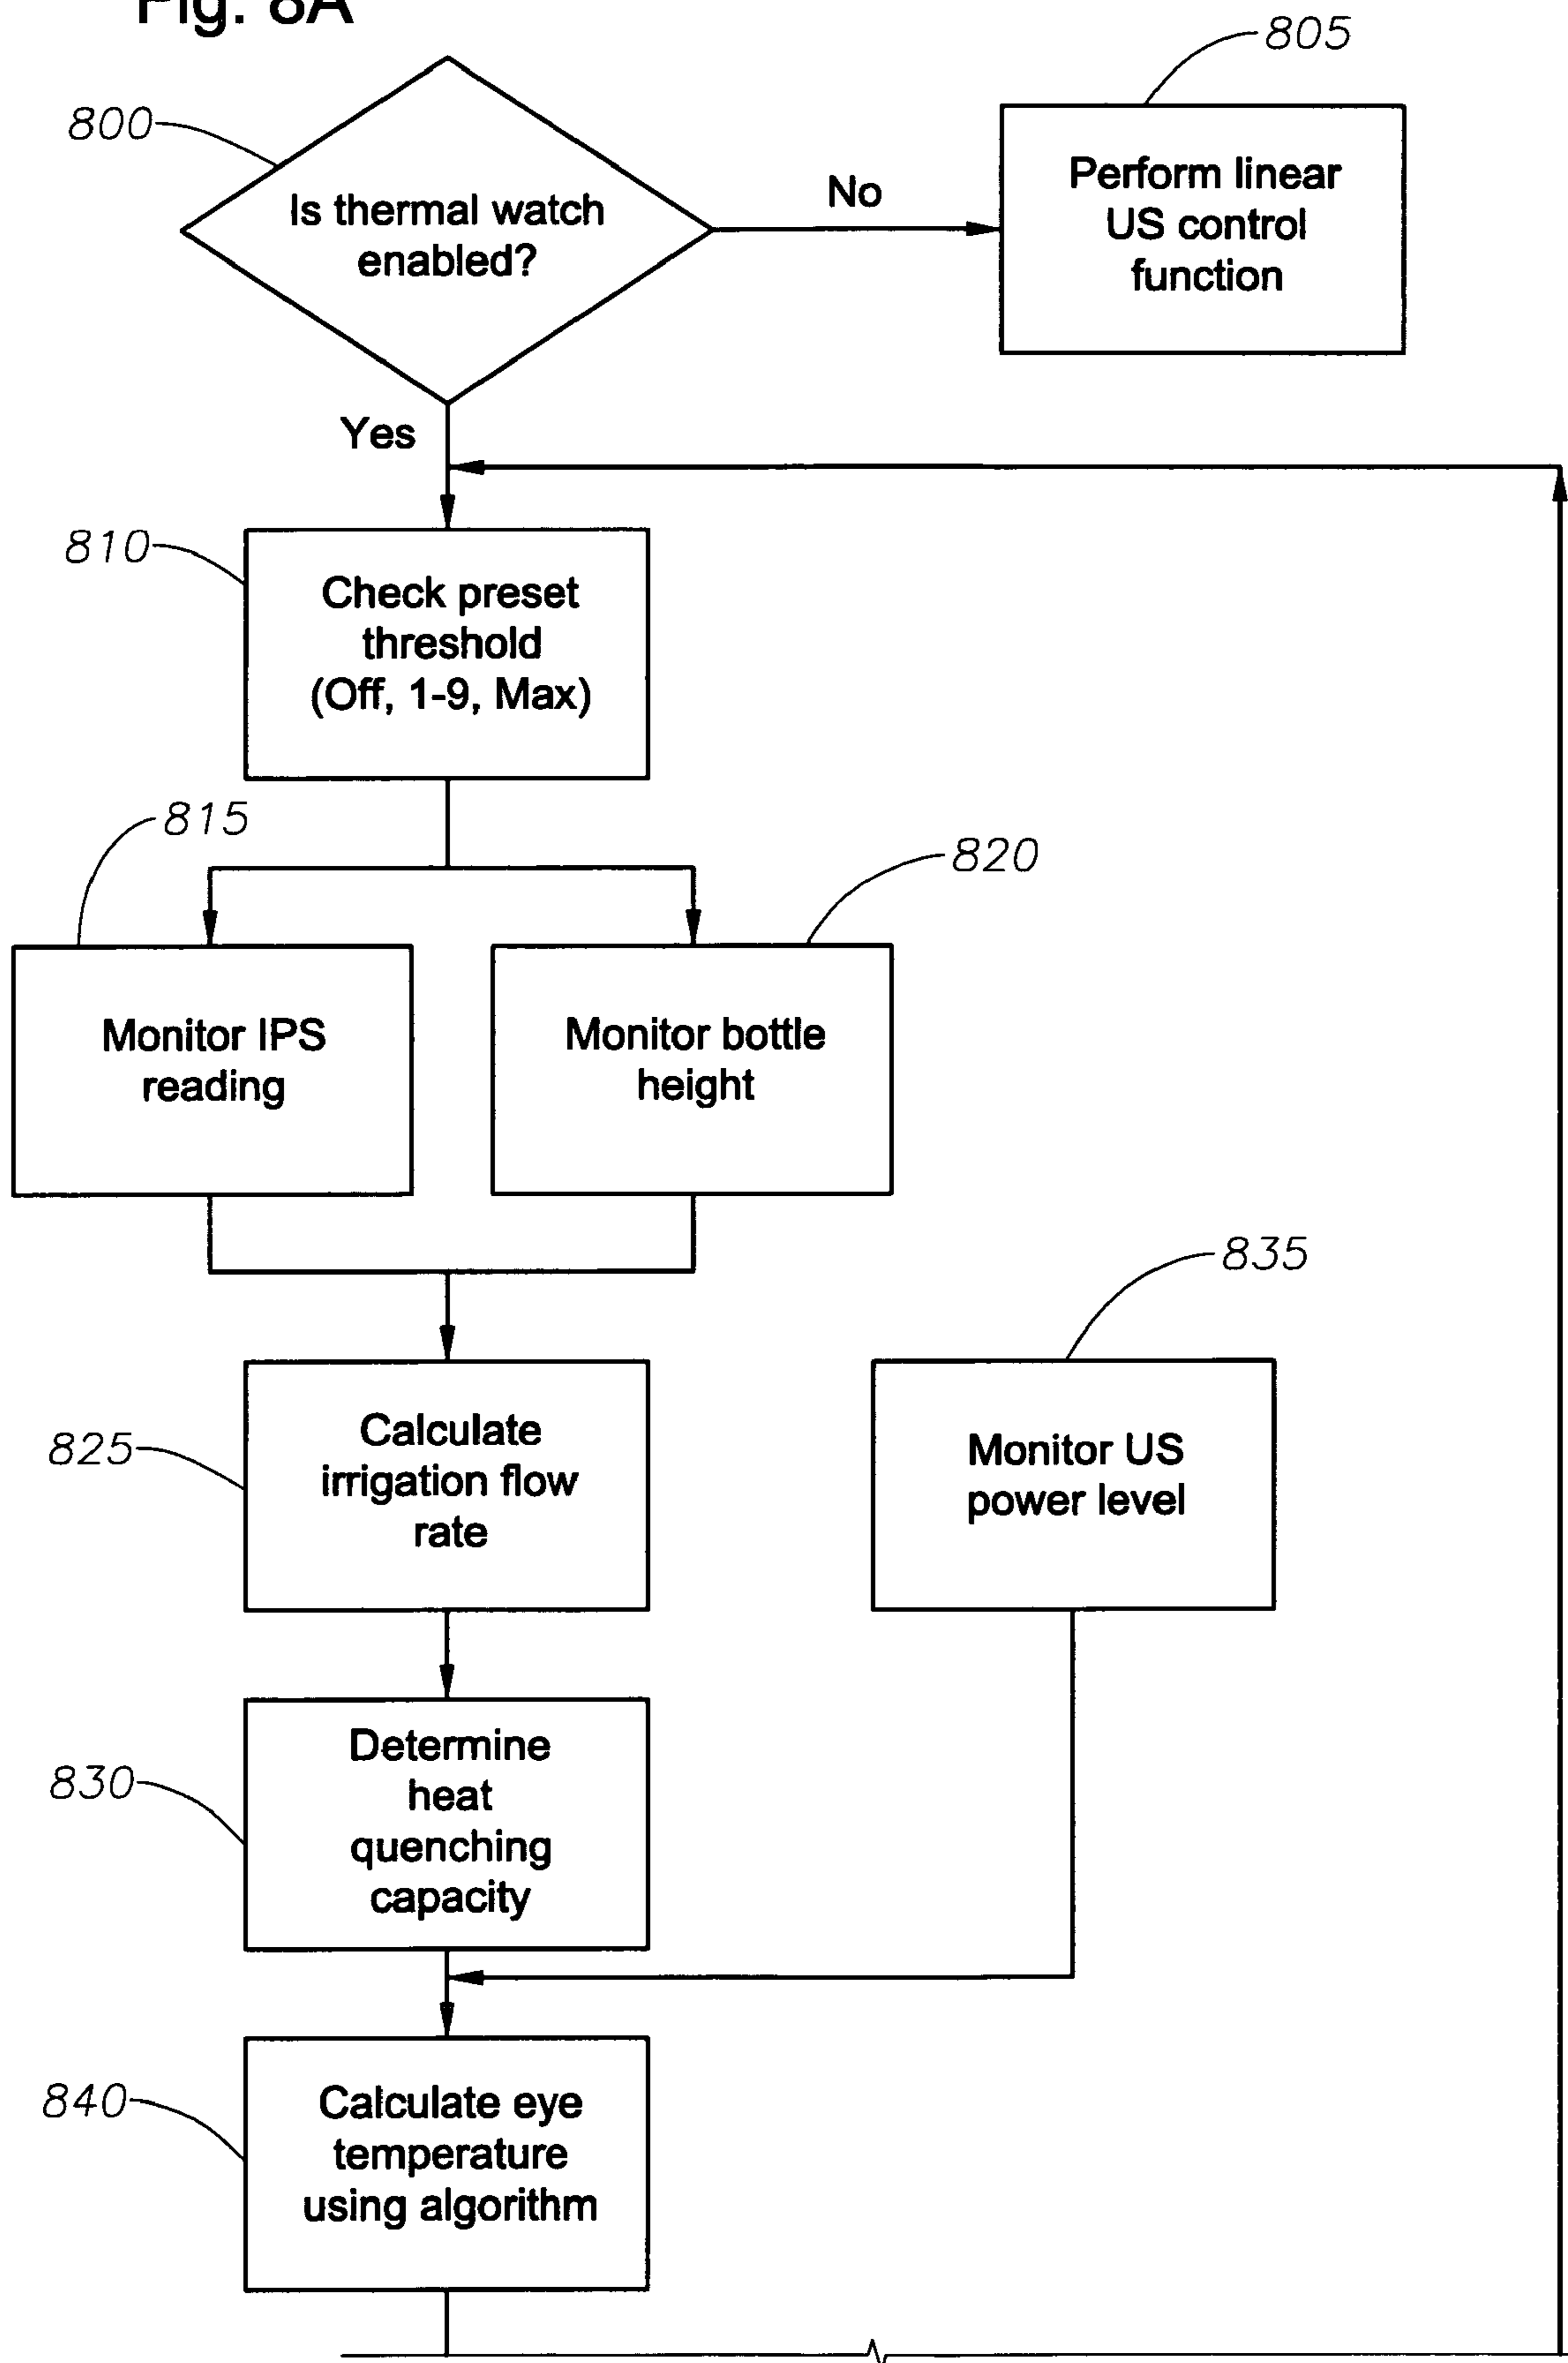 Fig. 8A
805
800
Is thermal watch
enabled?
No
Perform linear
US control
function
Yes
810
Check preset
threshold
(Off, 1-9, Max)
815
820
Monitor IPS
reading
Monitor bottle
height
835
825
Calculate
irrigation flow
rate
Monitor US
power level
830
Determine
heat
quenching
capacity
840
Calculate eye
temperature
using algorithm